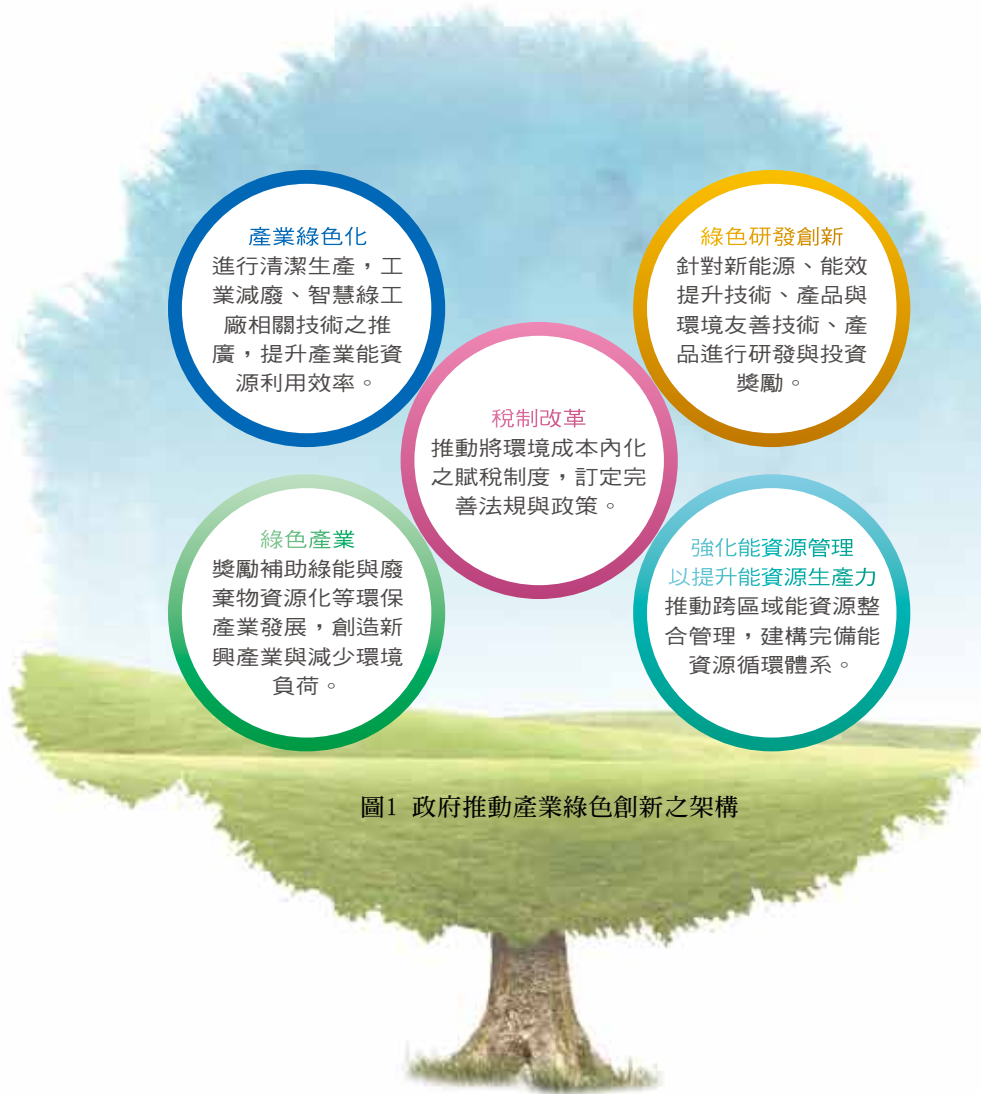 產業綠色化
進行清潔生產，工
業減廢、智慧綠工
廠相關技術之推
廣，提升產業能資
源利用效率。
綠色研發創新
針對新能源、能效
提升技術、產品與
環境友善技術、產
品進行研發與投資
獎勵。
稅制改革
推動將環境成本內化
之賦稅制度，訂定完
善法規與政策。
綠色產業
獎勵補助綠能與廢
棄物資源化等環保
產業發展，創造新
興產業與減少環境
負荷。
強化能資源管理
以提升能資源生產力
推動跨區域能資源整
合管理，建構完備能
資源循環體系。
圖1 政府推動產業綠色創新之架構